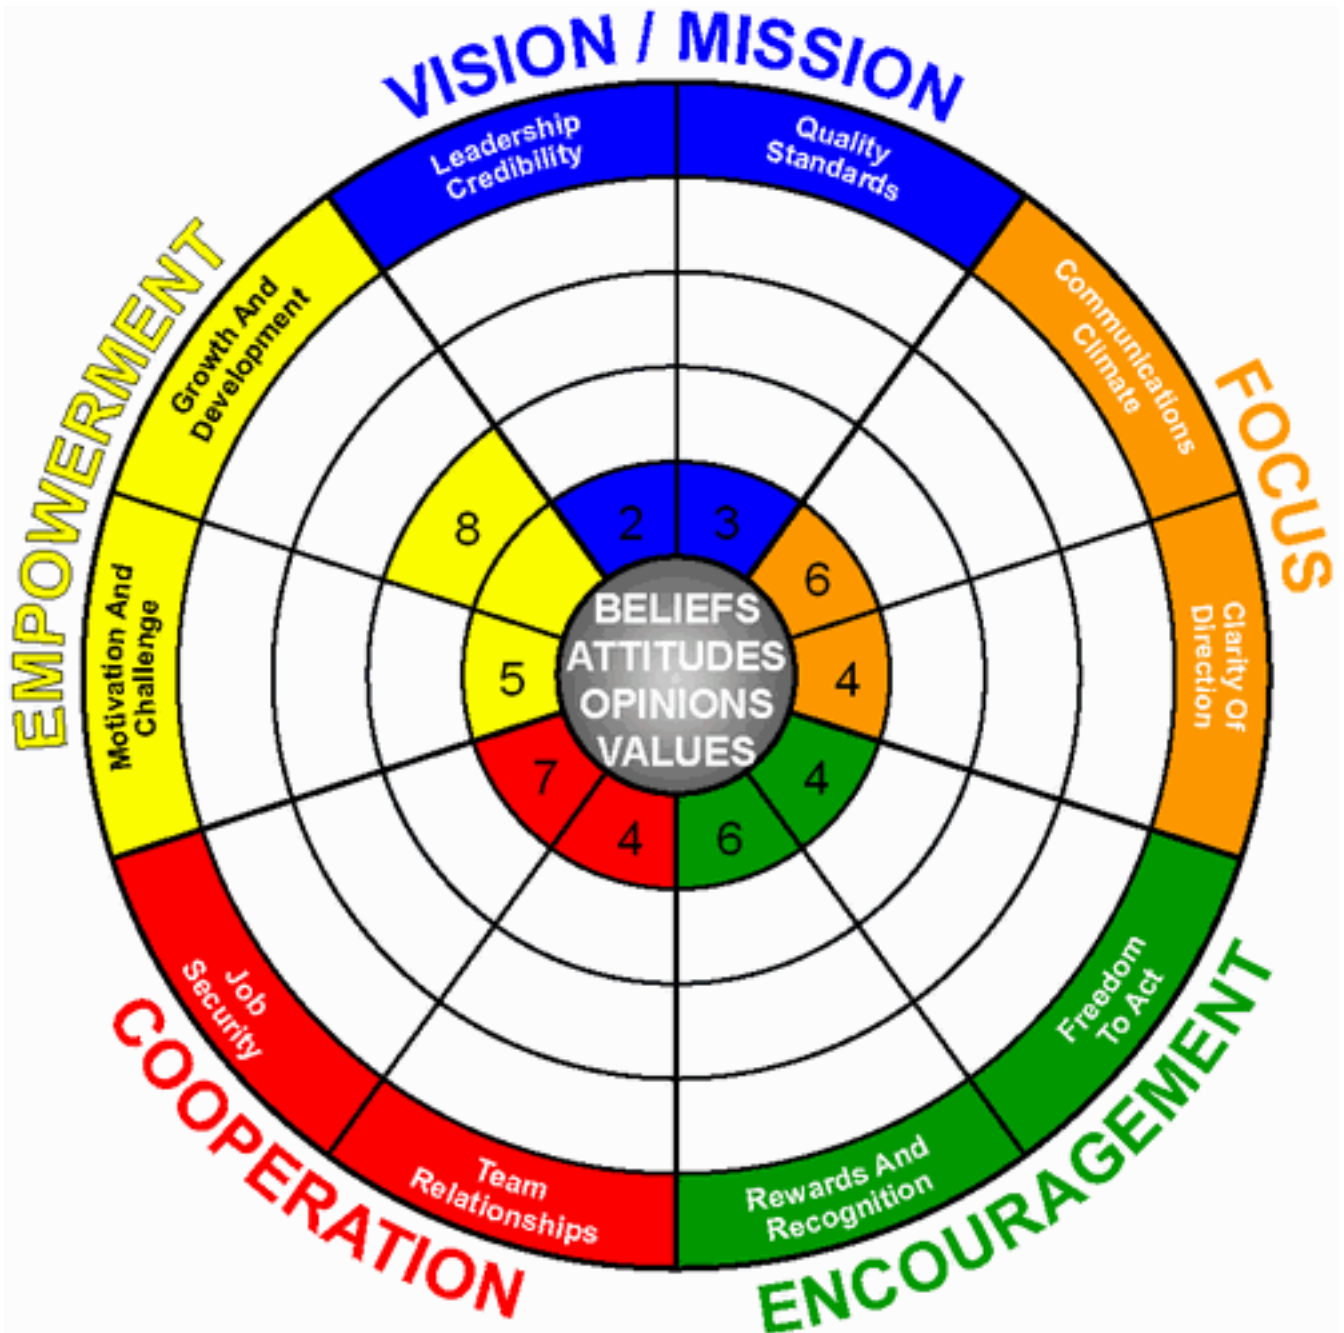 VISION / MISSION
Leadership
Credibility
Quality
Standards
FOCUS
Communications
Climate
Clarity Of
Direction
ENCOURAGEMENT
Freedom
To Act
Rewards And
Recognition
COOPERATION
Team
Relationships
Job
Security
EMPOWERMENT
Motivation And
Challenge
Growth And
Development
2
3
6
4
4
6
4
7
5
8
BELIEFS
ATTITUDES
OPINIONS
VALUES